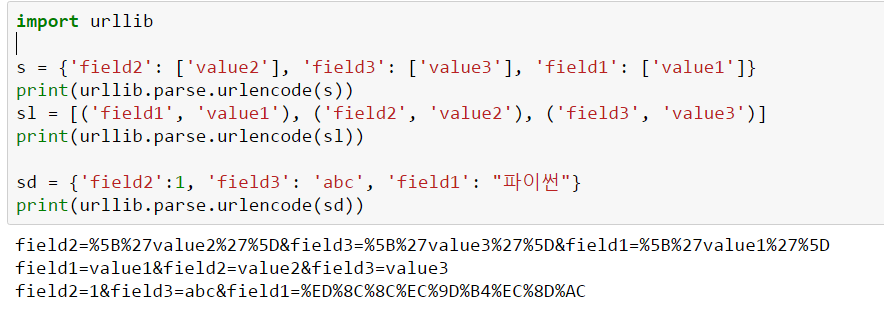 import urllib
s = {'field2': ['value2'], 'field3': ['value3'], 'field1': ['value1']}
print(urllib.parse.urlencode(s))
sl = [('field1', 'value1'), ('field2', 'value2'), ('field3', 'value3')]
print(urllib.parse.urlencode(sl))
sd = {'field2':1, 'field3': 'abc', 'field1': "파이썬"}
print(urllib.parse.urlencode(sd))
field2=%5B%27value2%27%5D&field3=%5B%27value3%27%5D&field1=%5B%27value1%27%5D
field1=value1&field2=value2&field3=value3
field2=1&field3=abc&field1=%ED%8C%8C%EC%9D%B4%EC%8D%AC